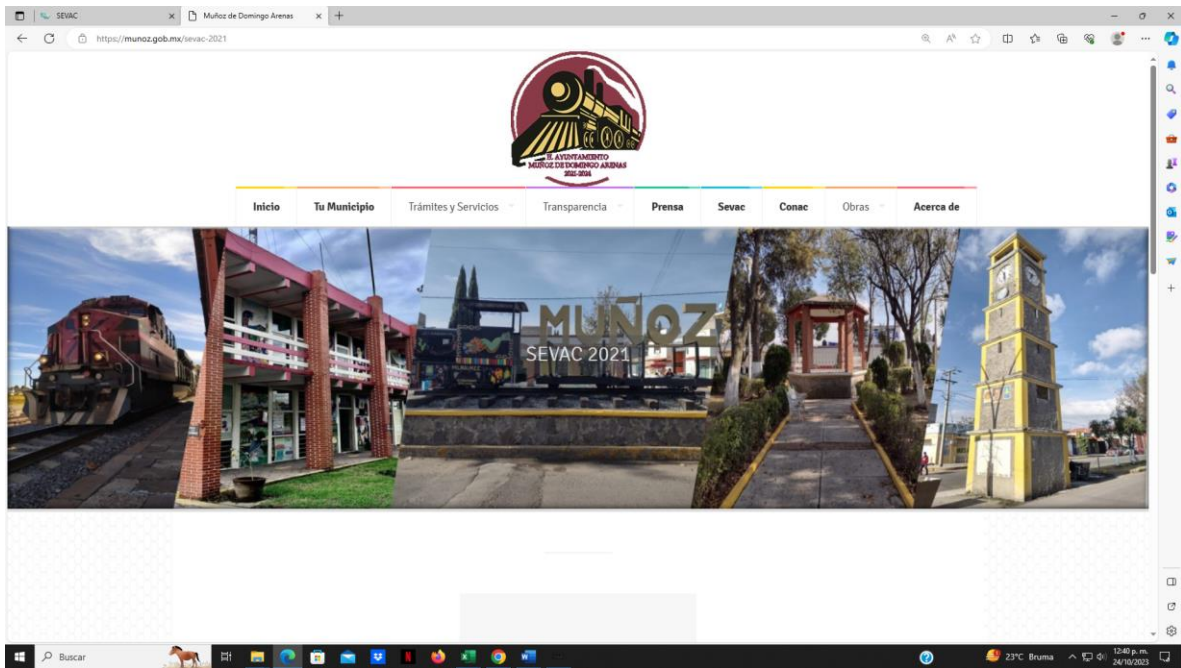 SEVAC
Muñoz de Domingo Arenas
https://munoz.gob.mx/sevac-2021
H. AYUNTAMIENTO
MUÑOZ DE DOMINGO ARENAS
2021-2024
Inicio Tu Municipio Trámites y Servicios Transparencia Prensa Sevac Conac Obras Acerca de
MUÑOZ
SEVAC 2021
Buscar
23°C Bruma
12:40 p. m.
24/10/2023